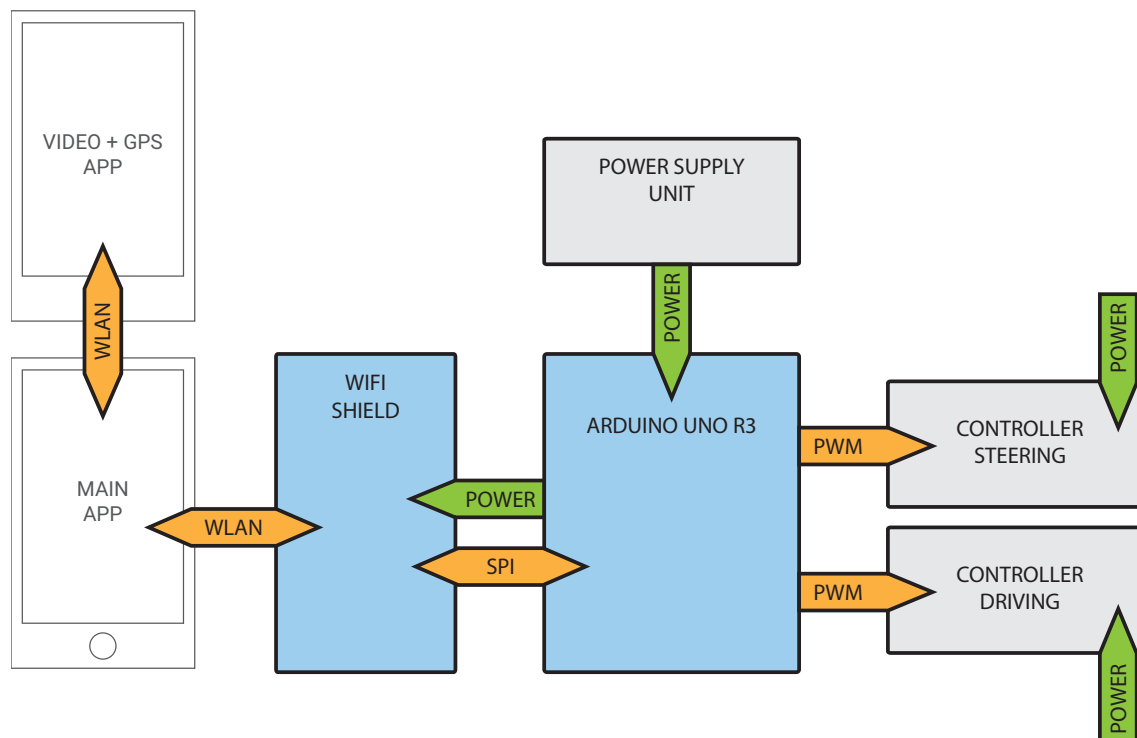 VIDEO + GPS
APP
WLAN
MAIN
APP
WLAN
WIFI
SHIELD
POWER
SPI
POWER SUPPLY
UNIT
POWER
ARDUINO UNO R3
PWM
PWM
POWER
CONTROLLER
STEERING
CONTROLLER
DRIVING
POWER